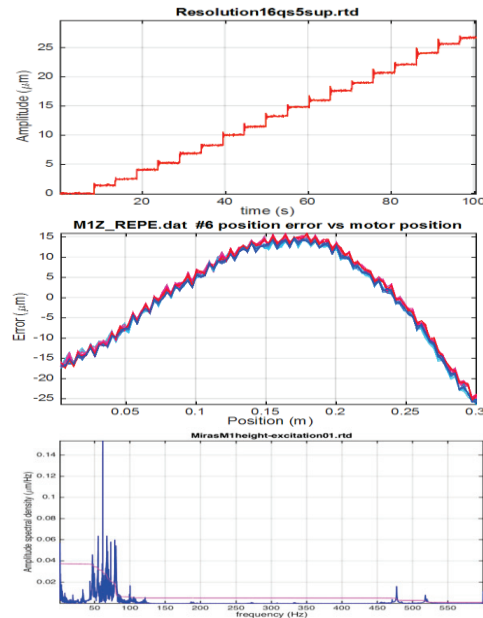 Resolution16qs5sup.rtd
Amplitude (μm)
25
20
15
10
5
0
0 20 40 60 80 100
time (s)
M1Z_REPE.dat #6 position error vs motor position
Error (μm)
15
10
5
0
-5
-10
-15
-20
-25
0.05 0.1 0.15 0.2 0.25 0.3
Position (m)
MirasM1height-excitation01.rtd
Amplitude spectral density (μm/Hz)
0.14
0.12
0.1
0.08
0.06
0.04
0.02
50 100 150 200 250 300 350 400 450 500 550
frequency (Hz)